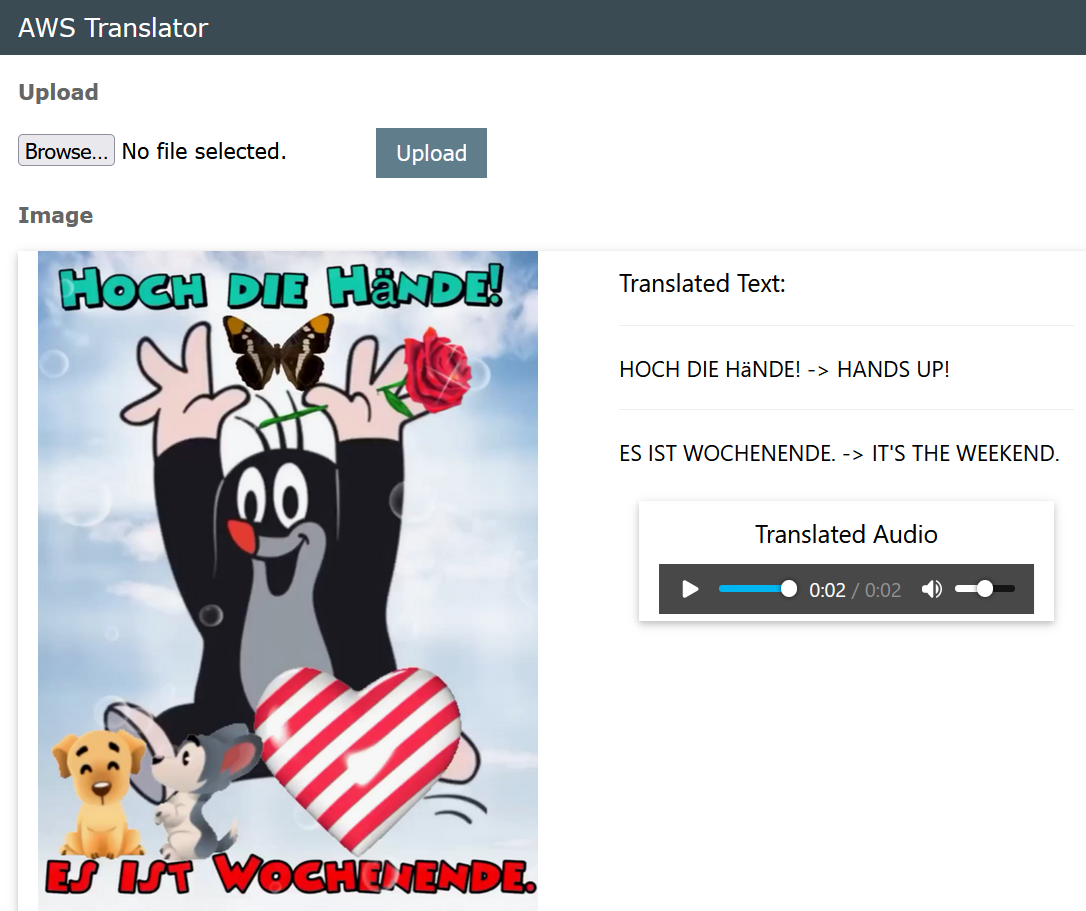 AWS Translator
Upload
Browse... No file selected. Upload
Image
HOCH DIE HäNDE!
ES IST WOCHENENDE.
Translated Text:
HOCH DIE HäNDE! -> HANDS UP!
ES IST WOCHENENDE. -> IT'S THE WEEKEND.
Translated Audio
0:02 / 0:02